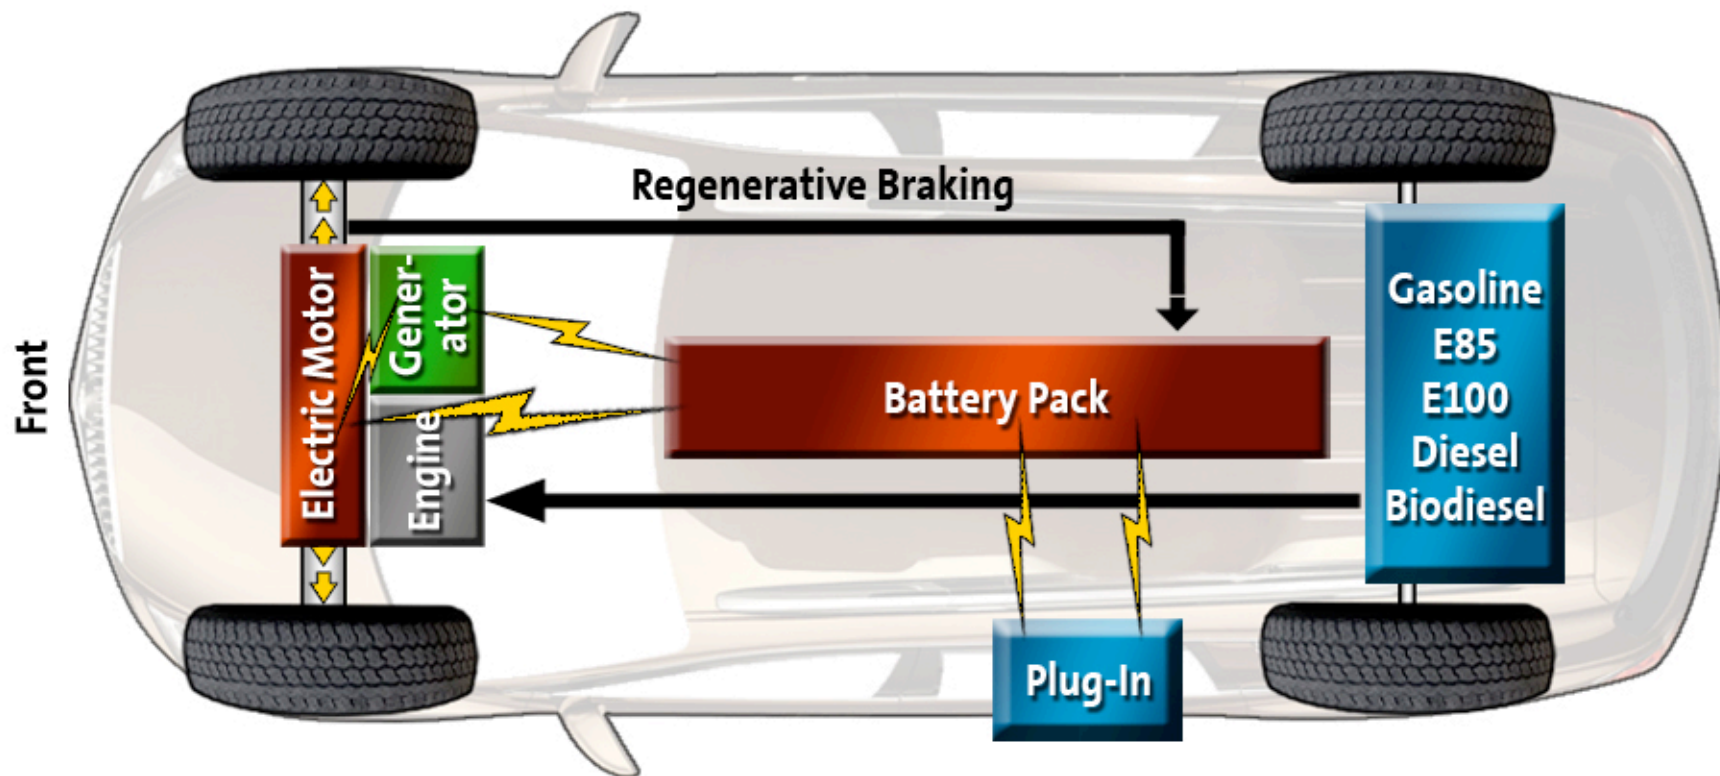 Front
Regenerative Braking
Electric Motor
Gener-
ator
Engine
Battery Pack
Gasoline
E85
E100
Diesel
Biodiesel
Plug-In